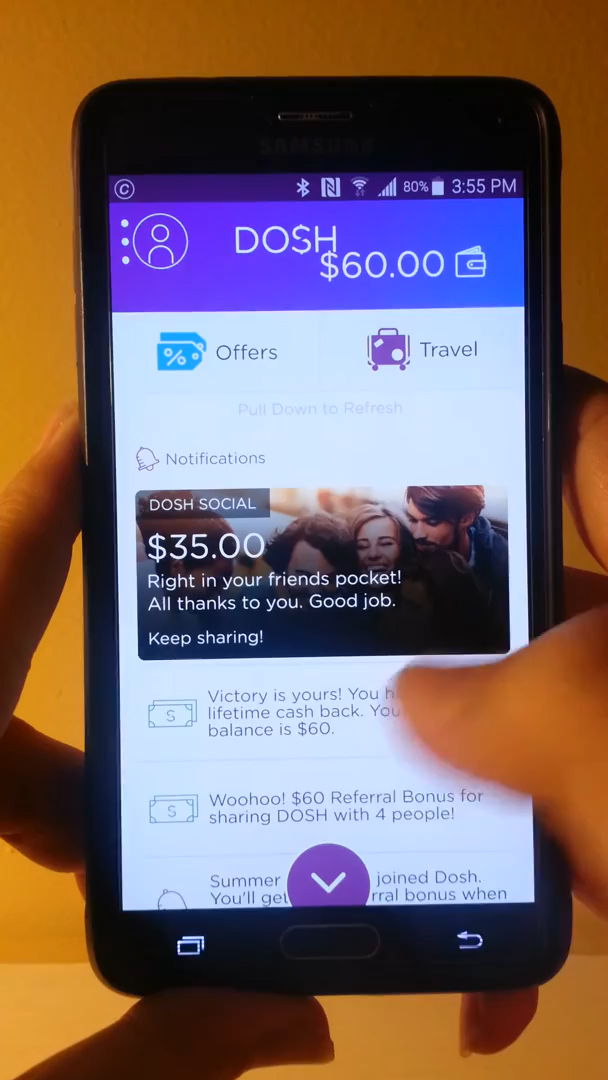 SAMSUNG
80% 3:55 PM
DOSH
$60.00
Offers
Travel
Pull Down to Refresh
Notifications
DOSH SOCIAL
$35.00
Right in your friends pocket!
All thanks to you. Good job.
Keep sharing!
Victory is yours! You
lifetime cash back.
balance is $60.
Woohoo! $60 Referral Bonus for
sharing DOSH with 4 people!
Summer joined Dosh.
You'll get bonus when